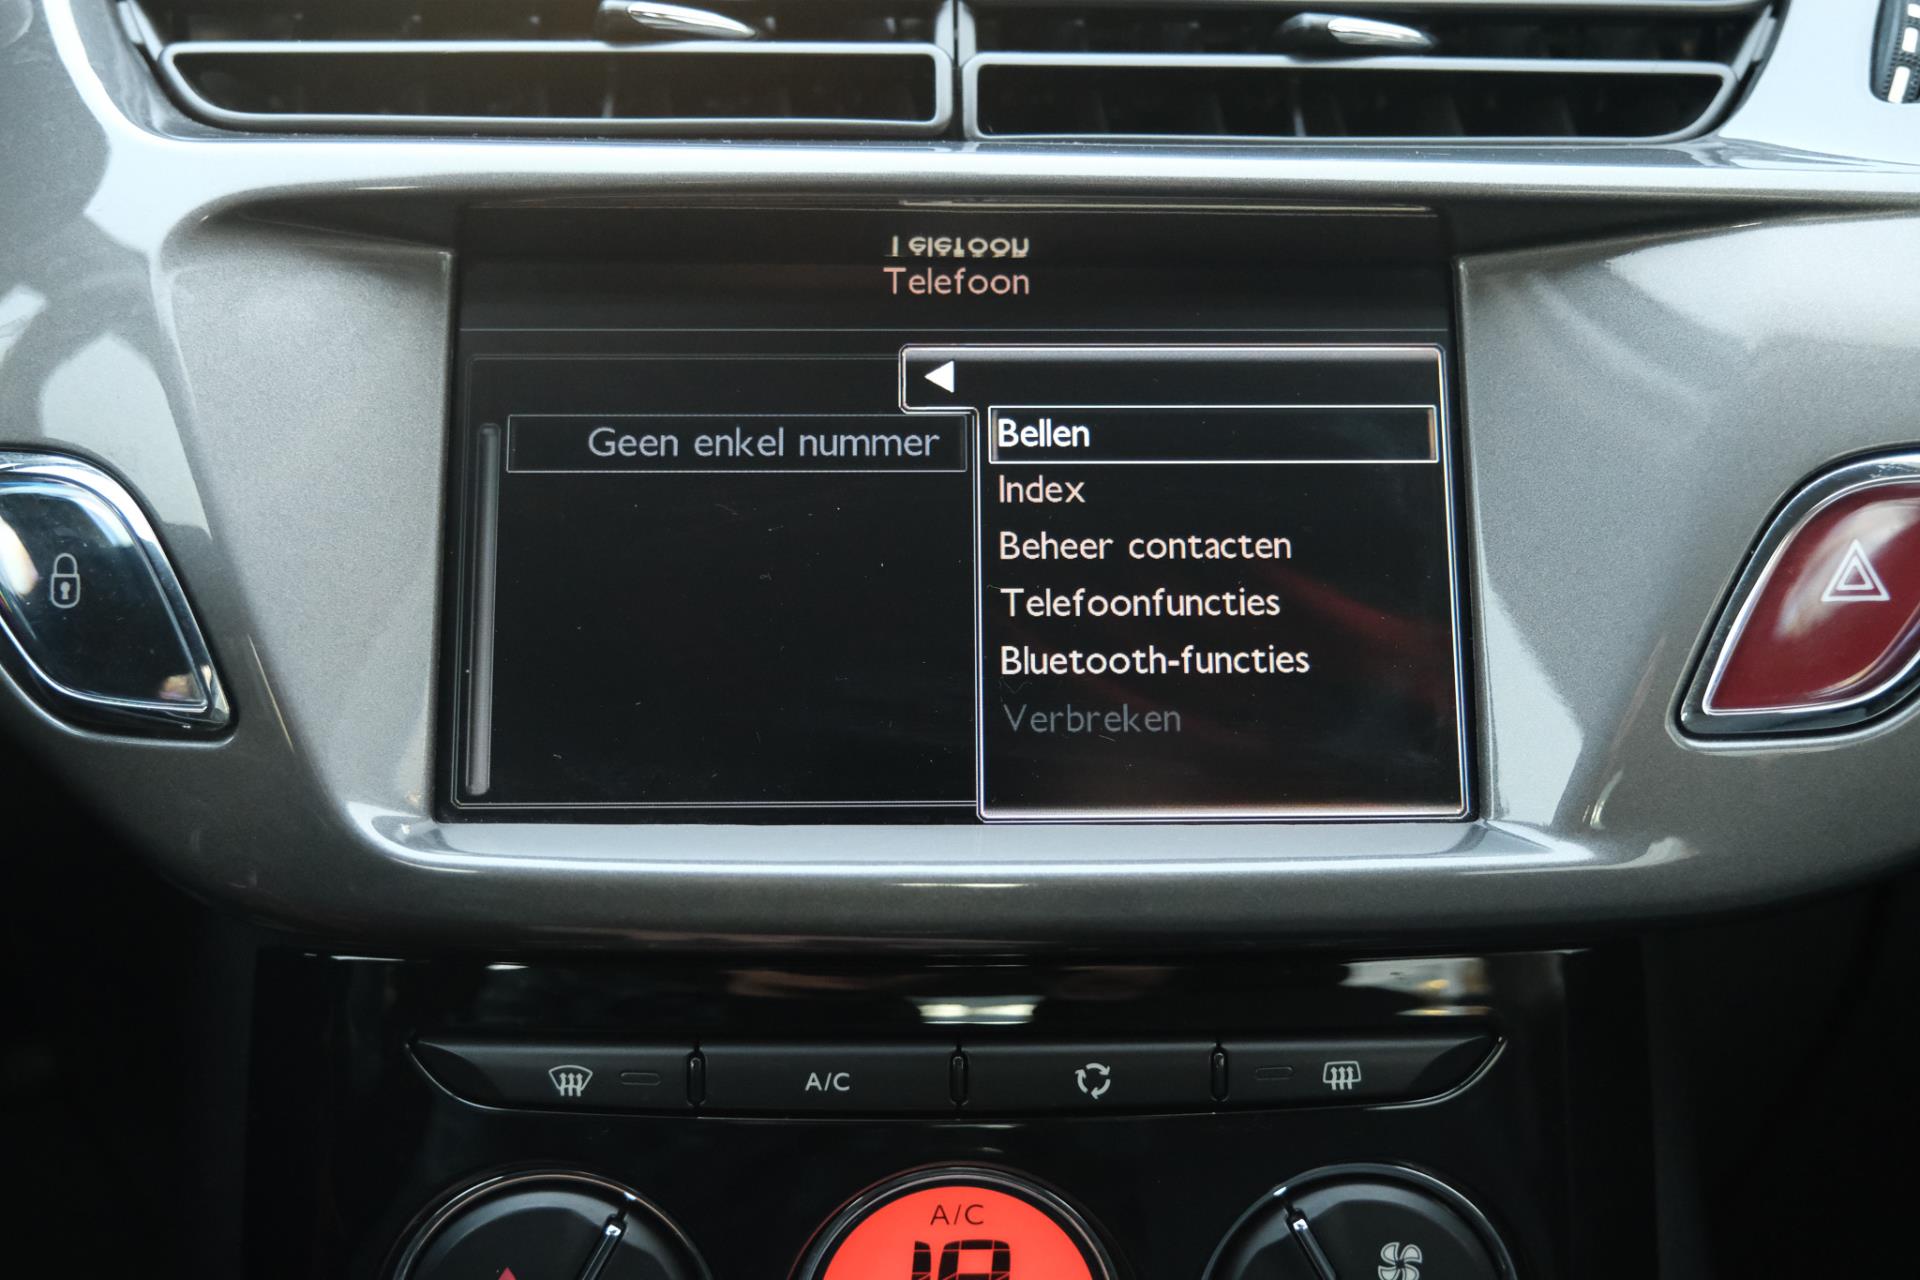 Telefoon
Geen enkel nummer
Bellen
Index
Beheer contacten
Telefoonfuncties
Bluetooth-functies
Verbreken
A/C
A/C